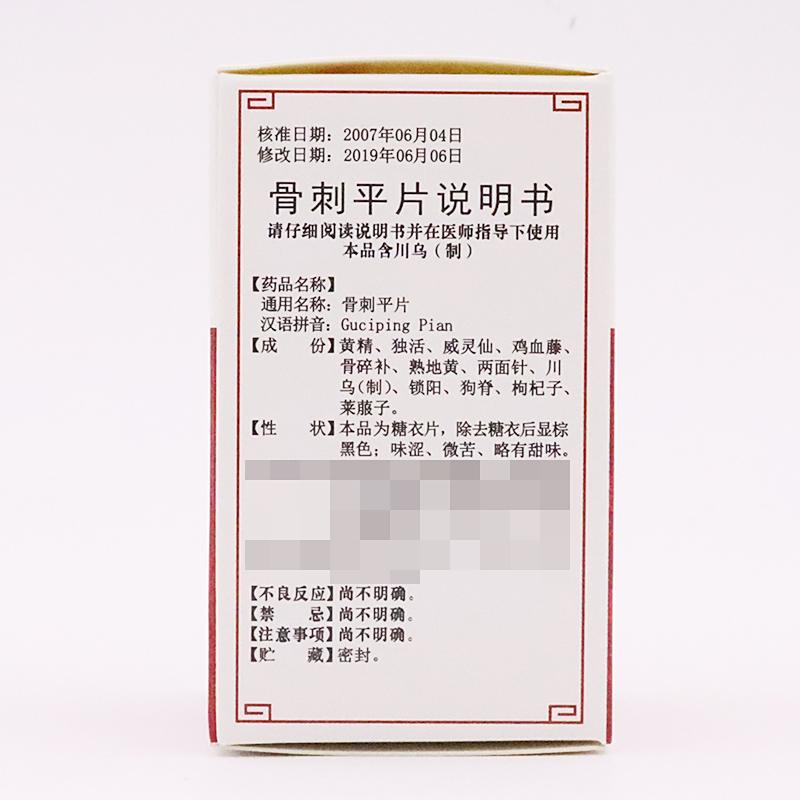 核准日期：2007年06月04日
修改日期：2019年06月06日
骨刺平片说明书
请仔细阅读说明书并在医师指导下使用
本品含川乌（制）
【药品名称】
通用名称：骨刺平片
汉语拼音：Guciping Pian
【成　份】黄精、独活、威灵仙、鸡血藤、
骨碎补、熟地黄、两面针、川
乌（制）、锁阳、狗脊、枸杞子、
莱菔子。
【性　状】本品为糖衣片，除去糖衣后显棕
黑色；味涩、微苦、略有甜味。
【不良反应】尚不明确。
【禁　忌】尚不明确。
【注意事项】尚不明确。
【贮　藏】密封。